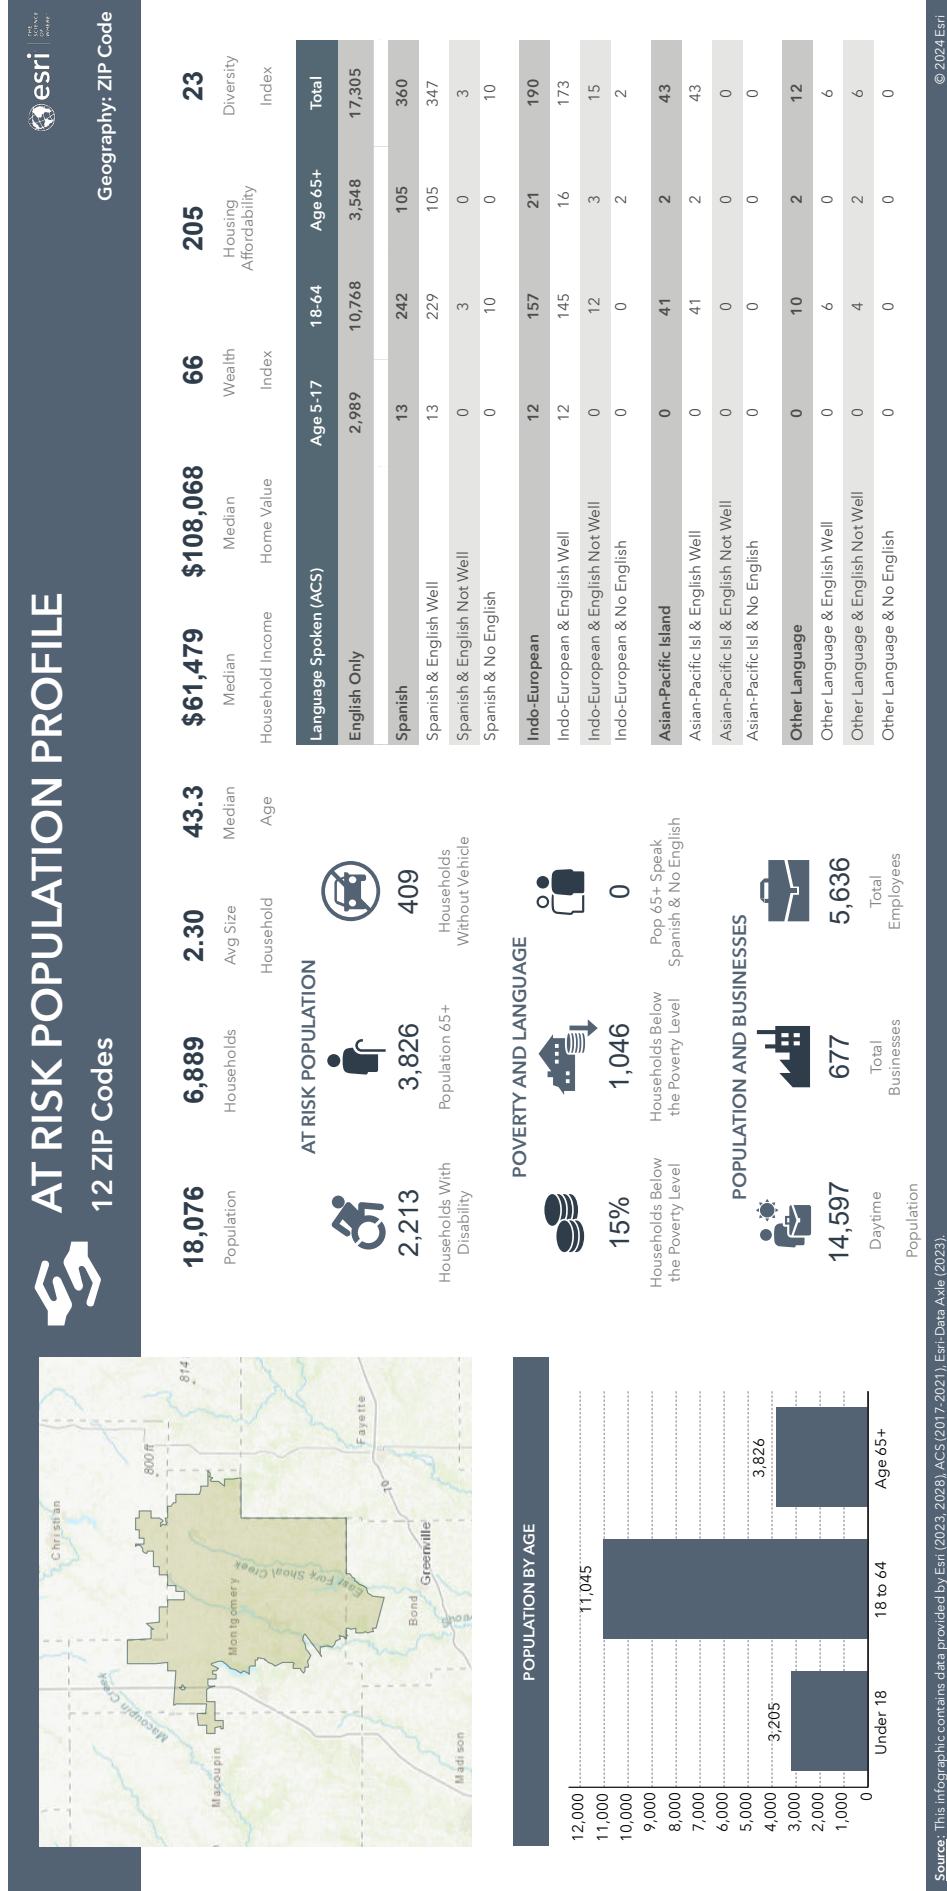 AT RISK POPULATION PROFILE
12 ZIP Codes
esri
THE
SCIENCE
OF
WHERE
Geography: ZIP Code
Christian
800 ft
814
Macoupin Creek
Montgomery
East Fork Shoal Creek
Macoupin
Fayette
Bond
Greenville
70
Madison
18,076
Population
6,889
Households
2.30
Avg Size
Household
43.3
Median
Age
$61,479
Median
Household Income
$108,068
Median
Home Value
66
Wealth
Index
205
Housing
Affordability
23
Diversity
Index
AT RISK POPULATION
2,213
Households With
Disability
3,826
Population 65+
409
Households
Without Vehicle
POVERTY AND LANGUAGE
15%
Households Below
the Poverty Level
1,046
Households Below
the Poverty Level
0
Pop 65+ Speak
Spanish & No English
POPULATION AND BUSINESSES
14,597
Daytime
Population
677
Total
Businesses
5,636
Total
Employees
Language Spoken (ACS) Age 5-17 18-64 Age 65+ Total
English Only 2,989 10,768 3,548 17,305
Spanish 13 242 105 360
Spanish & English Well 13 229 105 347
Spanish & English Not Well 0 3 0 3
Spanish & No English 0 10 0 10
Indo-European 12 157 21 190
Indo-European & English Well 12 145 16 173
Indo-European & English Not Well 0 12 3 15
Indo-European & No English 0 0 2 2
Asian-Pacific Island 0 41 2 43
Asian-Pacific Isl & English Well 0 41 2 43
Asian-Pacific Isl & English Not Well 0 0 0 0
Asian-Pacific Isl & No English 0 0 0 0
Other Language 0 10 2 12
Other Language & English Well 0 6 0 6
Other Language & English Not Well 0 4 2 6
Other Language & No English 0 0 0 0
POPULATION BY AGE
12,000
11,000
10,000
9,000
8,000
7,000
6,000
5,000
4,000
3,000
2,000
1,000
0
3,205
11,045
3,826
Under 18
18 to 64
Age 65+
Source: This infographic contains data provided by Esri (2023, 2028), ACS (2017-2021), Esri-Data Axle (2023).
© 2024 Esri